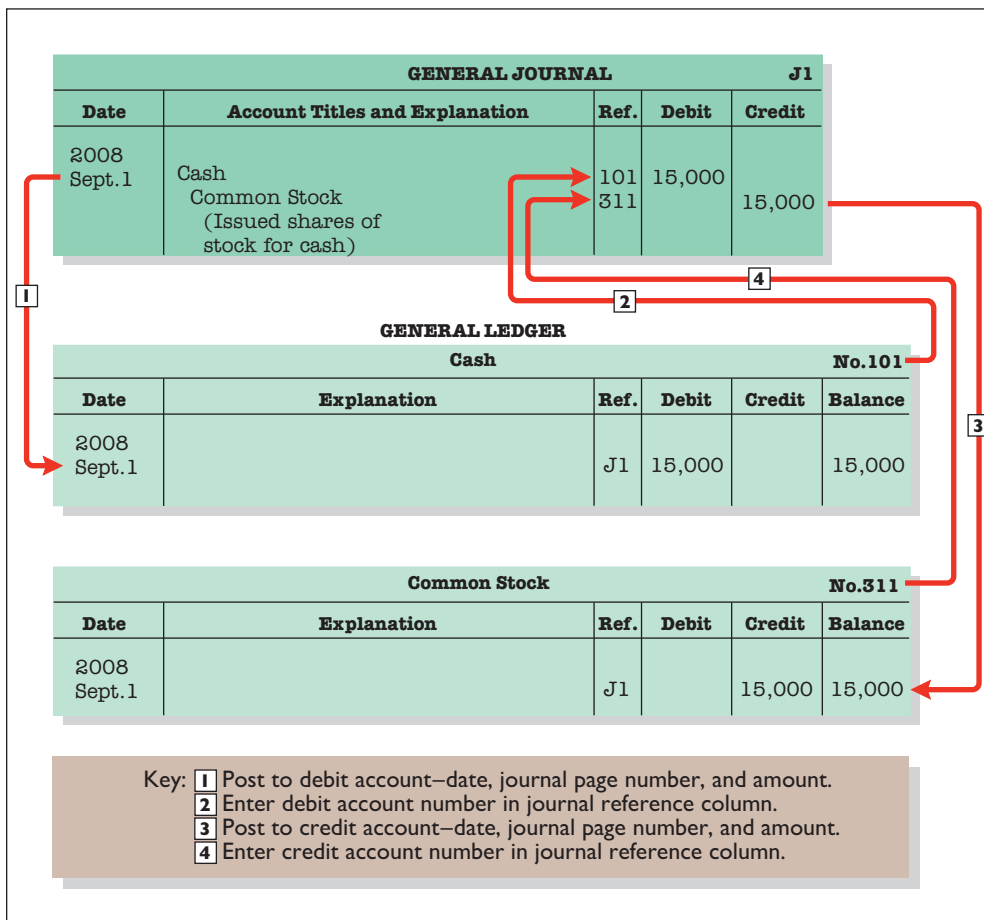 GENERAL JOURNAL J1
Date Account Titles and Explanation Ref. Debit Credit
2008
Sept.1 Cash 101 15,000
Common Stock 311 15,000
(Issued shares of
stock for cash)
4
1
2
GENERAL LEDGER
Cash No.101
Date Explanation Ref. Debit Credit Balance
3
2008
Sept.1 J1 15,000 15,000
Common Stock No.311
Date Explanation Ref. Debit Credit Balance
2008
Sept.1 J1 15,000 15,000
Key: 1 Post to debit account–date, journal page number, and amount.
2 Enter debit account number in journal reference column.
3 Post to credit account–date, journal page number, and amount.
4 Enter credit account number in journal reference column.